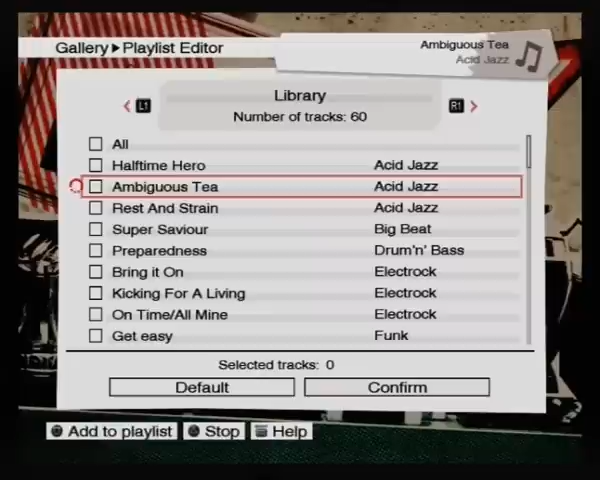 Gallery▶Playlist Editor
Ambiguous Tea
Acid Jazz
L1
Library
R1
Number of tracks: 60
All
Halftime Hero Acid Jazz
Ambiguous Tea Acid Jazz
Rest And Strain Acid Jazz
Super Saviour Big Beat
Preparedness Drum'n' Bass
Bring it On Electrock
Kicking For A Living Electrock
On Time/All Mine Electrock
Get easy Funk
Selected tracks: 0
Default Confirm
Add to playlist Stop Help